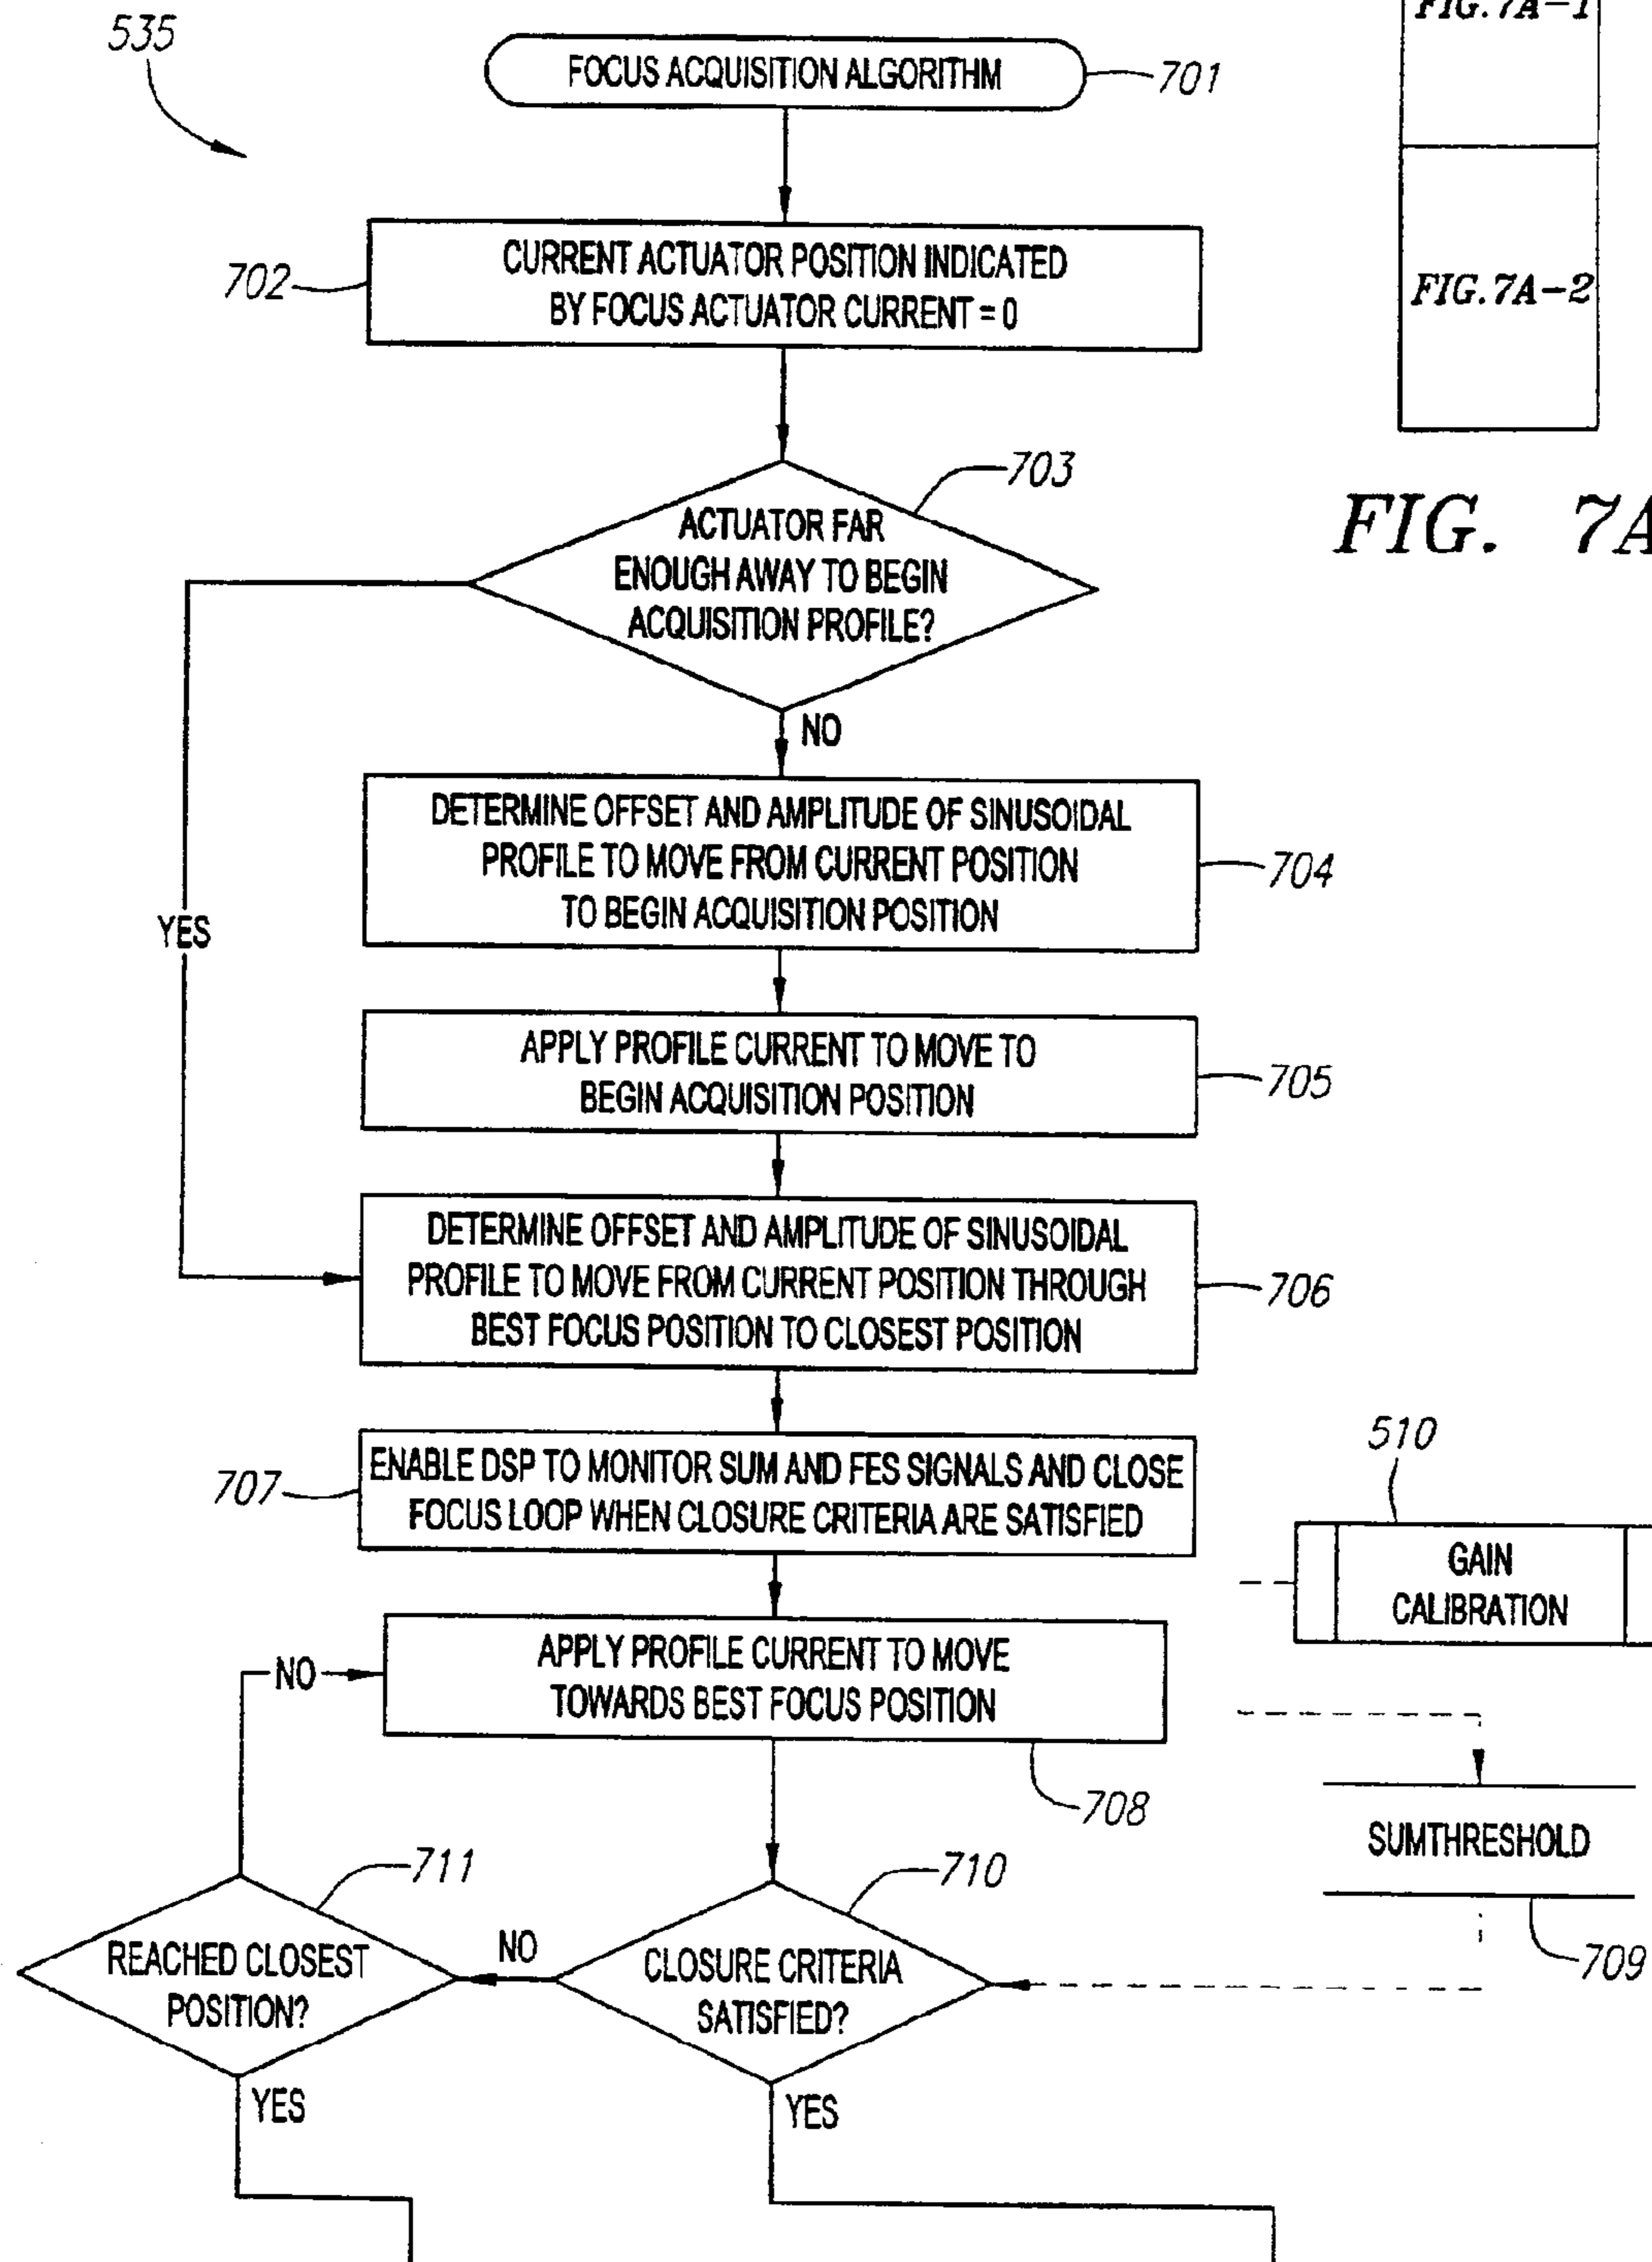 535
FOCUS ACQUISITION ALGORITHM
701
FIG. 7A-1
702
CURRENT ACTUATOR POSITION INDICATED
BY FOCUS ACTUATOR CURRENT = 0
FIG. 7A-2
FIG. 7A
703
ACTUATOR FAR
ENOUGH AWAY TO BEGIN
ACQUISITION PROFILE?
NO
YES
DETERMINE OFFSET AND AMPLITUDE OF SINUSOIDAL
PROFILE TO MOVE FROM CURRENT POSITION
TO BEGIN ACQUISITION POSITION
704
APPLY PROFILE CURRENT TO MOVE TO
BEGIN ACQUISITION POSITION
705
DETERMINE OFFSET AND AMPLITUDE OF SINUSOIDAL
PROFILE TO MOVE FROM CURRENT POSITION THROUGH
BEST FOCUS POSITION TO CLOSEST POSITION
706
707
ENABLE DSP TO MONITOR SUM AND FES SIGNALS AND CLOSE
FOCUS LOOP WHEN CLOSURE CRITERIA ARE SATISFIED
510
GAIN
CALIBRATION
NO
APPLY PROFILE CURRENT TO MOVE
TOWARDS BEST FOCUS POSITION
708
SUMTHRESHOLD
709
711
REACHED CLOSEST
POSITION?
NO
710
CLOSURE CRITERIA
SATISFIED?
YES
YES